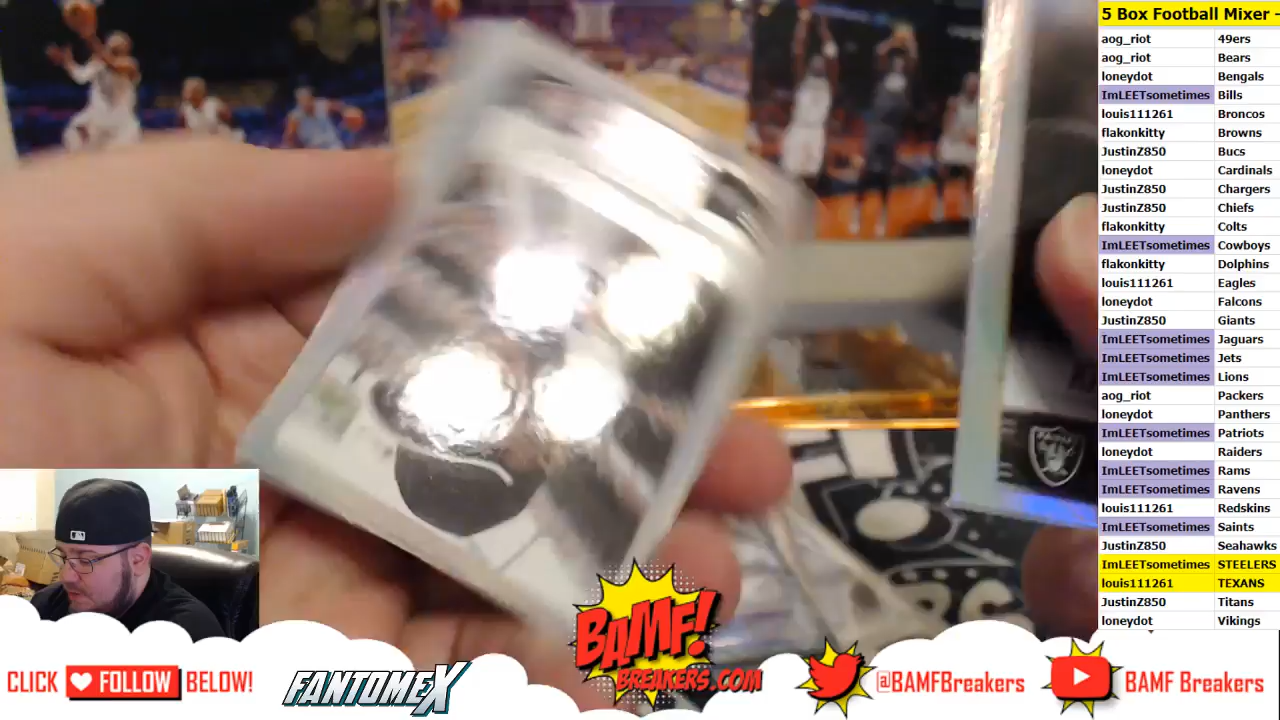 5 Box Football Mixer -
aog_riot 49ers
aog_riot Bears
loneydot Bengals
ImLEETsometimes Bills
louis111261 Broncos
flakonkitty Browns
JustinZ850 Bucs
loneydot Cardinals
JustinZ850 Chargers
JustinZ850 Chiefs
flakonkitty Colts
ImLEETsometimes Cowboys
flakonkitty Dolphins
louis111261 Eagles
loneydot Falcons
JustinZ850 Giants
ImLEETsometimes Jaguars
ImLEETsometimes Jets
ImLEETsometimes Lions
aog_riot Packers
loneydot Panthers
ImLEETsometimes Patriots
loneydot Raiders
ImLEETsometimes Rams
ImLEETsometimes Ravens
louis111261 Redskins
ImLEETsometimes Saints
JustinZ850 Seahawks
ImLEETsometimes STEELERS
louis111261 TEXANS
JustinZ850 Titans
loneydot Vikings
CLICK FOLLOW BELOW!
FANTOMEX
BAMF!
BREAKERS.COM
@BAMFBreakers
BAMF Breakers